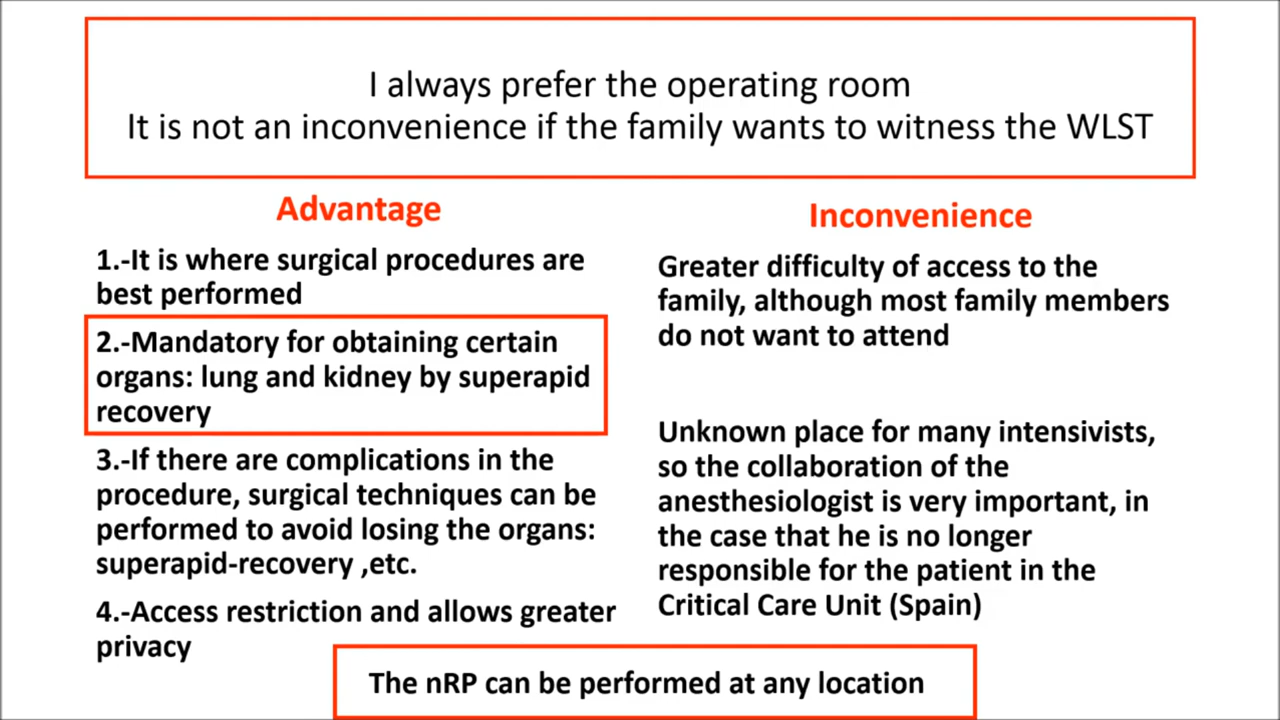 I always prefer the operating room
It is not an inconvenience if the family wants to witness the WLST
Advantage
1.-It is where surgical procedures are
best performed
2.-Mandatory for obtaining certain
organs: lung and kidney by superapid
recovery
3.-If there are complications in the
procedure, surgical techniques can be
performed to avoid losing the organs:
superapid-recovery ,etc.
4.-Access restriction and allows greater
privacy
Inconvenience
Greater difficulty of access to the
family, although most family members
do not want to attend
Unknown place for many intensivists,
so the collaboration of the
anesthesiologist is very important, in
the case that he is no longer
responsible for the patient in the
Critical Care Unit (Spain)
The nRP can be performed at any location